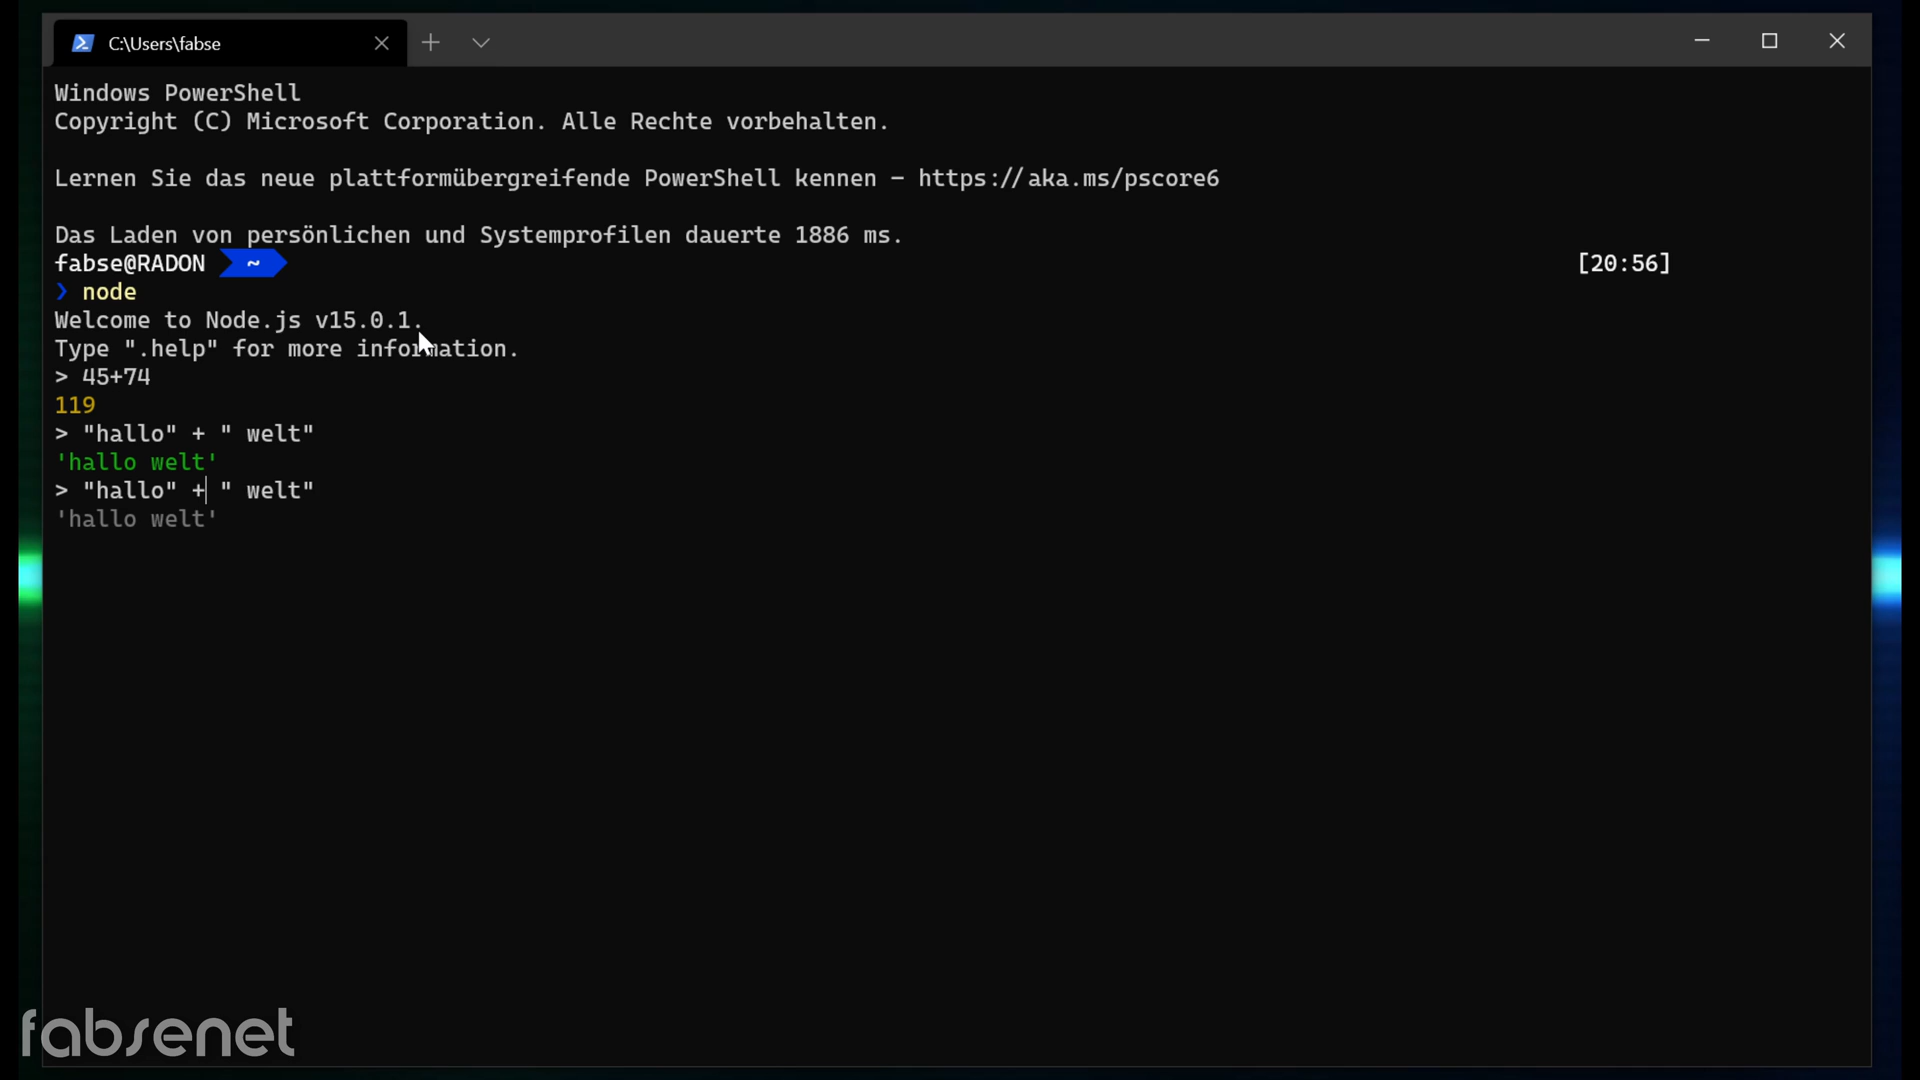 C:\Users\fabse
Windows PowerShell
Copyright (C) Microsoft Corporation. Alle Rechte vorbehalten.
Lernen Sie das neue plattformübergreifende PowerShell kennen – https://aka.ms/pscore6
Das Laden von persönlichen und Systemprofilen dauerte 1886 ms.
fabse@RADON ~ [20:56]
❯ node
Welcome to Node.js v15.0.1.
Type ".help" for more information.
> 45+74
119
> "hallo" + " welt"
'hallo welt'
> "hallo" + " welt"
'hallo welt'
fabsenet